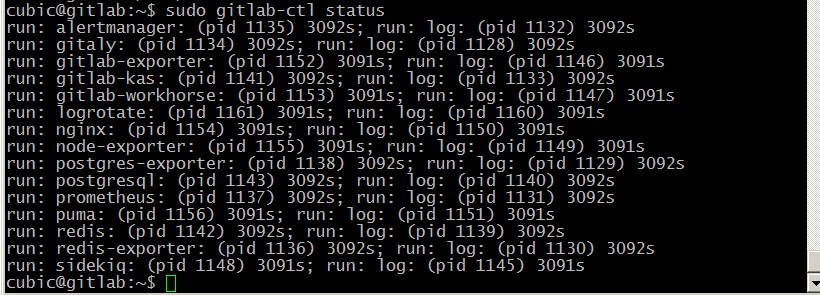 cubic@gitlab:~$ sudo gitlab-ctl status
run: alertmanager: (pid 1135) 3092s; run: log: (pid 1132) 3092s
run: gitaly: (pid 1134) 3092s; run: log: (pid 1128) 3092s
run: gitlab-exporter: (pid 1152) 3091s; run: log: (pid 1146) 3091s
run: gitlab-kas: (pid 1141) 3092s; run: log: (pid 1133) 3092s
run: gitlab-workhorse: (pid 1153) 3091s; run: log: (pid 1147) 3091s
run: logrotate: (pid 1161) 3091s; run: log: (pid 1160) 3091s
run: nginx: (pid 1154) 3091s; run: log: (pid 1150) 3091s
run: node-exporter: (pid 1155) 3091s; run: log: (pid 1149) 3091s
run: postgres-exporter: (pid 1138) 3092s; run: log: (pid 1129) 3092s
run: postgresql: (pid 1143) 3092s; run: log: (pid 1140) 3092s
run: prometheus: (pid 1137) 3092s; run: log: (pid 1131) 3092s
run: puma: (pid 1156) 3091s; run: log: (pid 1151) 3091s
run: redis: (pid 1142) 3092s; run: log: (pid 1139) 3092s
run: redis-exporter: (pid 1136) 3092s; run: log: (pid 1130) 3092s
run: sidekiq: (pid 1148) 3091s; run: log: (pid 1145) 3091s
cubic@gitlab:~$